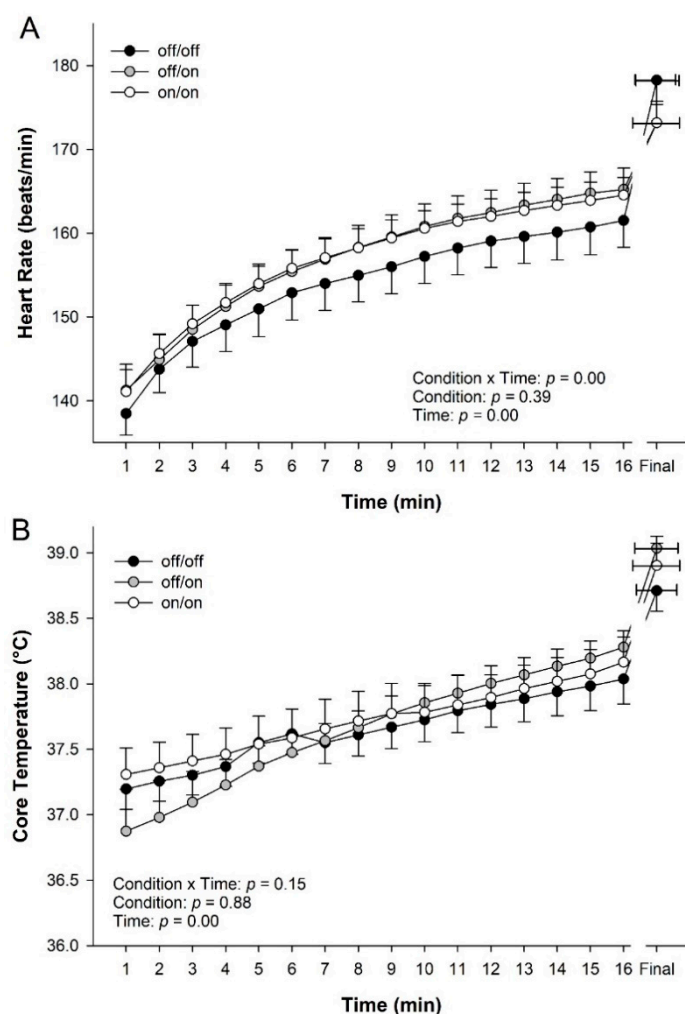 A
off/off
off/on
on/on
180
170
160
150
140
Heart Rate (beats/min)
Condition x Time: p = 0.00
Condition: p = 0.39
Time: p = 0.00
1 2 3 4 5 6 7 8 9 10 11 12 13 14 15 16 Final
Time (min)
B
off/off
off/on
on/on
39.0
38.5
38.0
37.5
37.0
36.5
36.0
Core Temperature (°C)
Condition x Time: p = 0.15
Condition: p = 0.88
Time: p = 0.00
1 2 3 4 5 6 7 8 9 10 11 12 13 14 15 16 Final
Time (min)